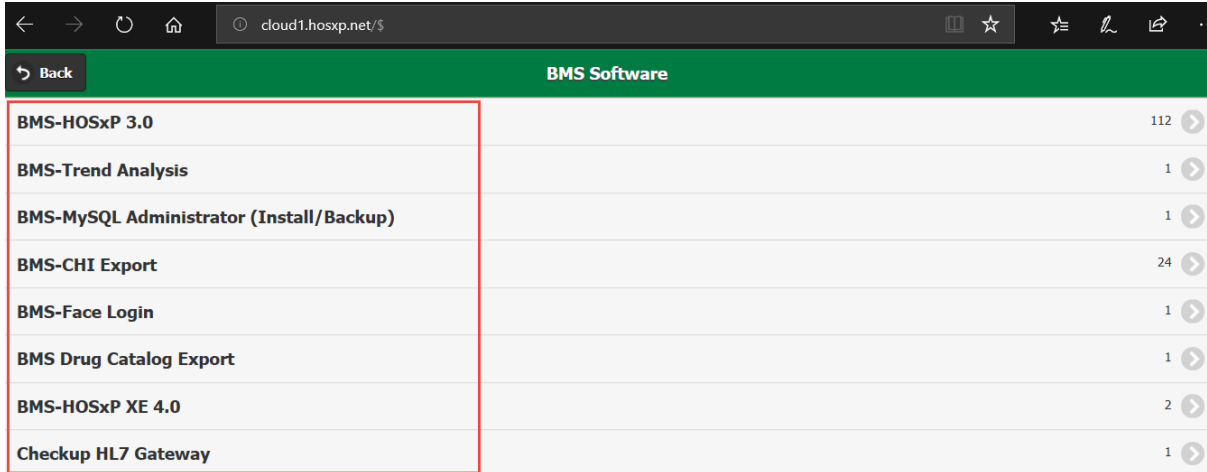 cloud1.hosxp.net/$
Back
BMS Software
BMS-HOSxP 3.0 112
BMS-Trend Analysis 1
BMS-MySQL Administrator (Install/Backup) 1
BMS-CHI Export 24
BMS-Face Login 1
BMS Drug Catalog Export 1
BMS-HOSxP XE 4.0 2
Checkup HL7 Gateway 1